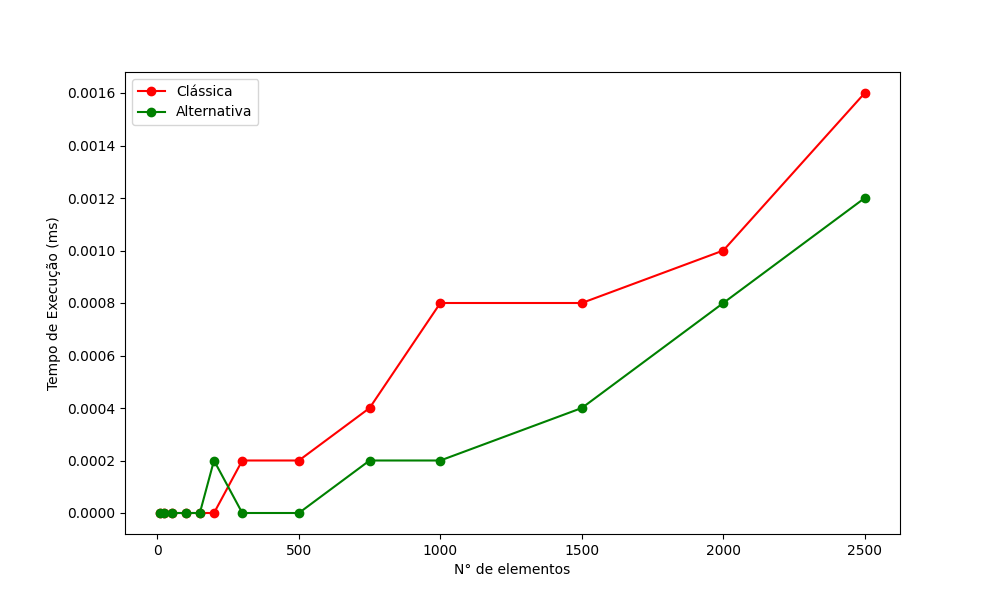 Clássica
Alternativa
Tempo de Execução (ms)
0.0016
0.0014
0.0012
0.0010
0.0008
0.0006
0.0004
0.0002
0.0000
0 500 1000 1500 2000 2500
N° de elementos